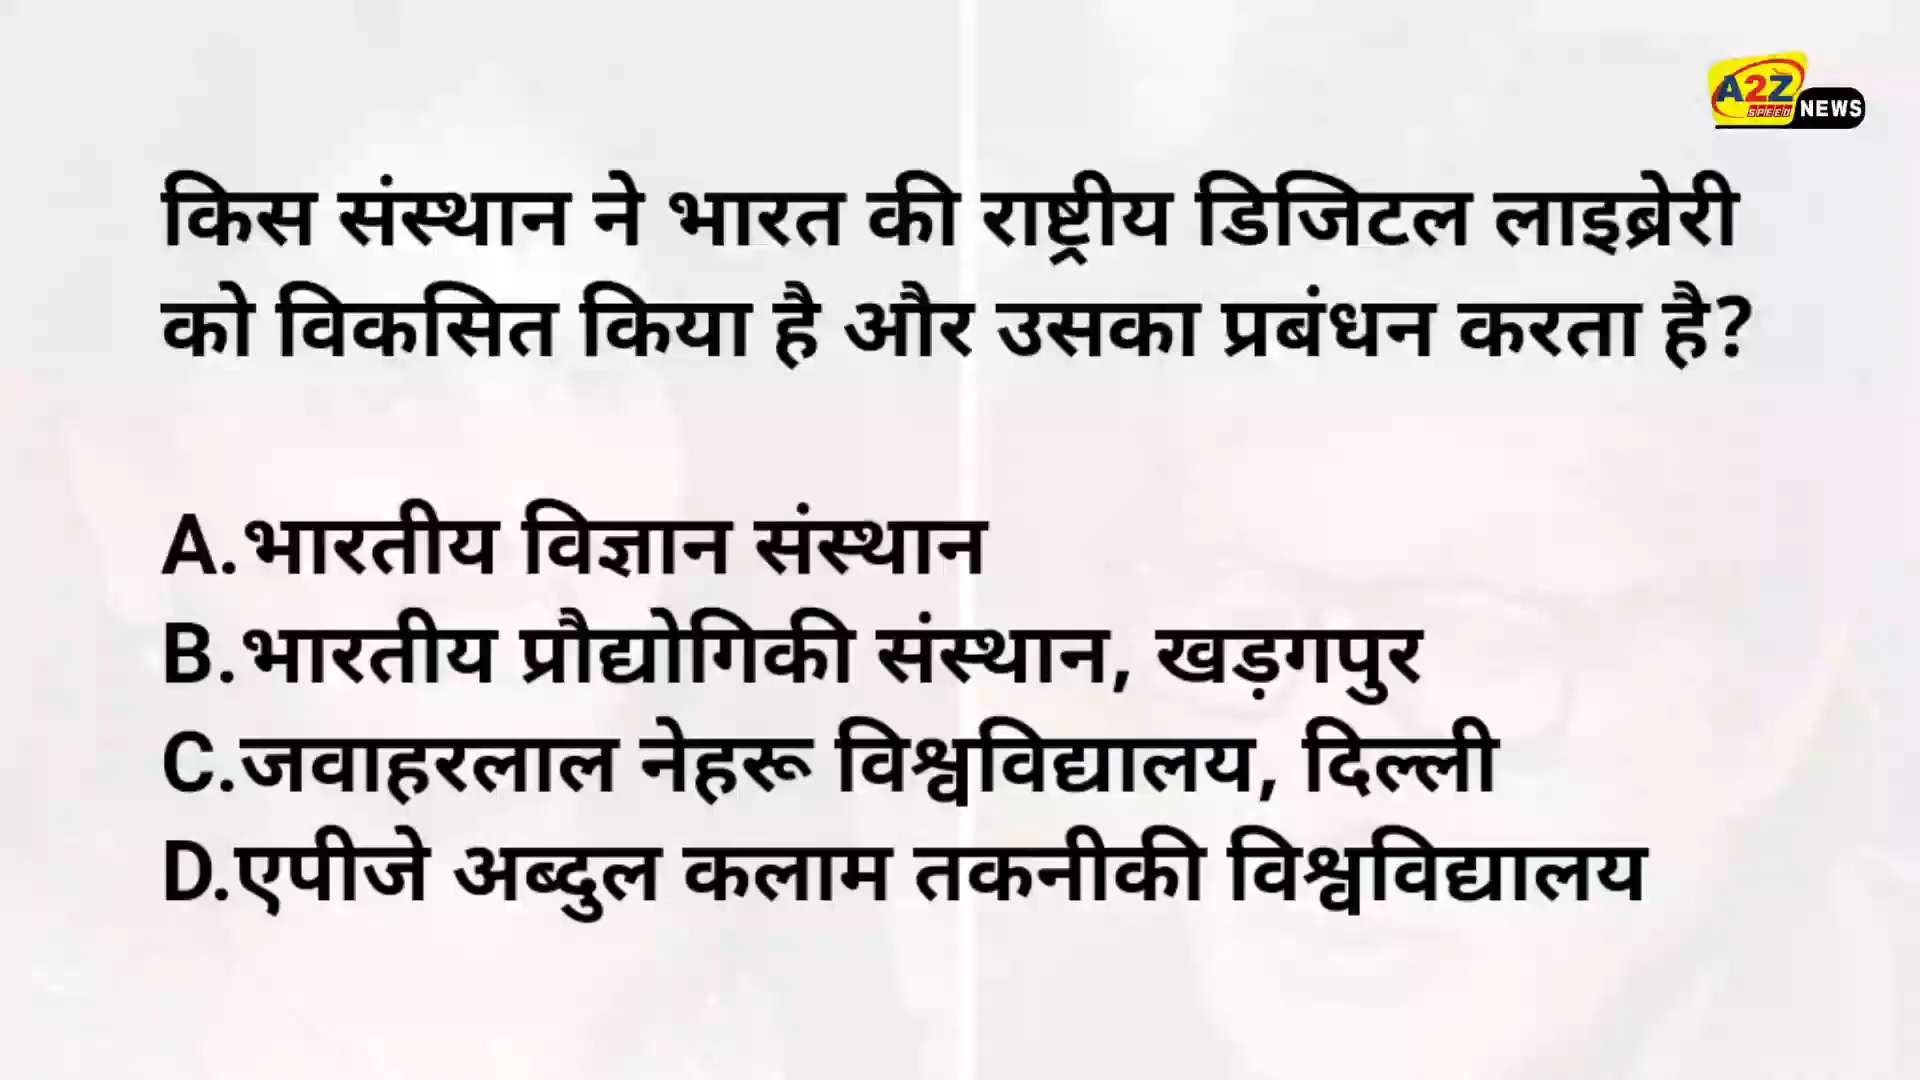 A2Z
SPEED NEWS
किस संस्थान ने भारत की राष्ट्रीय डिजिटल लाइब्रेरी
को विकसित किया है और उसका प्रबंधन करता है?
A.भारतीय विज्ञान संस्थान
B.भारतीय प्रौद्योगिकी संस्थान, खड़गपुर
C.जवाहरलाल नेहरू विश्वविद्यालय, दिल्ली
D.एपीजे अब्दुल कलाम तकनीकी विश्वविद्यालय